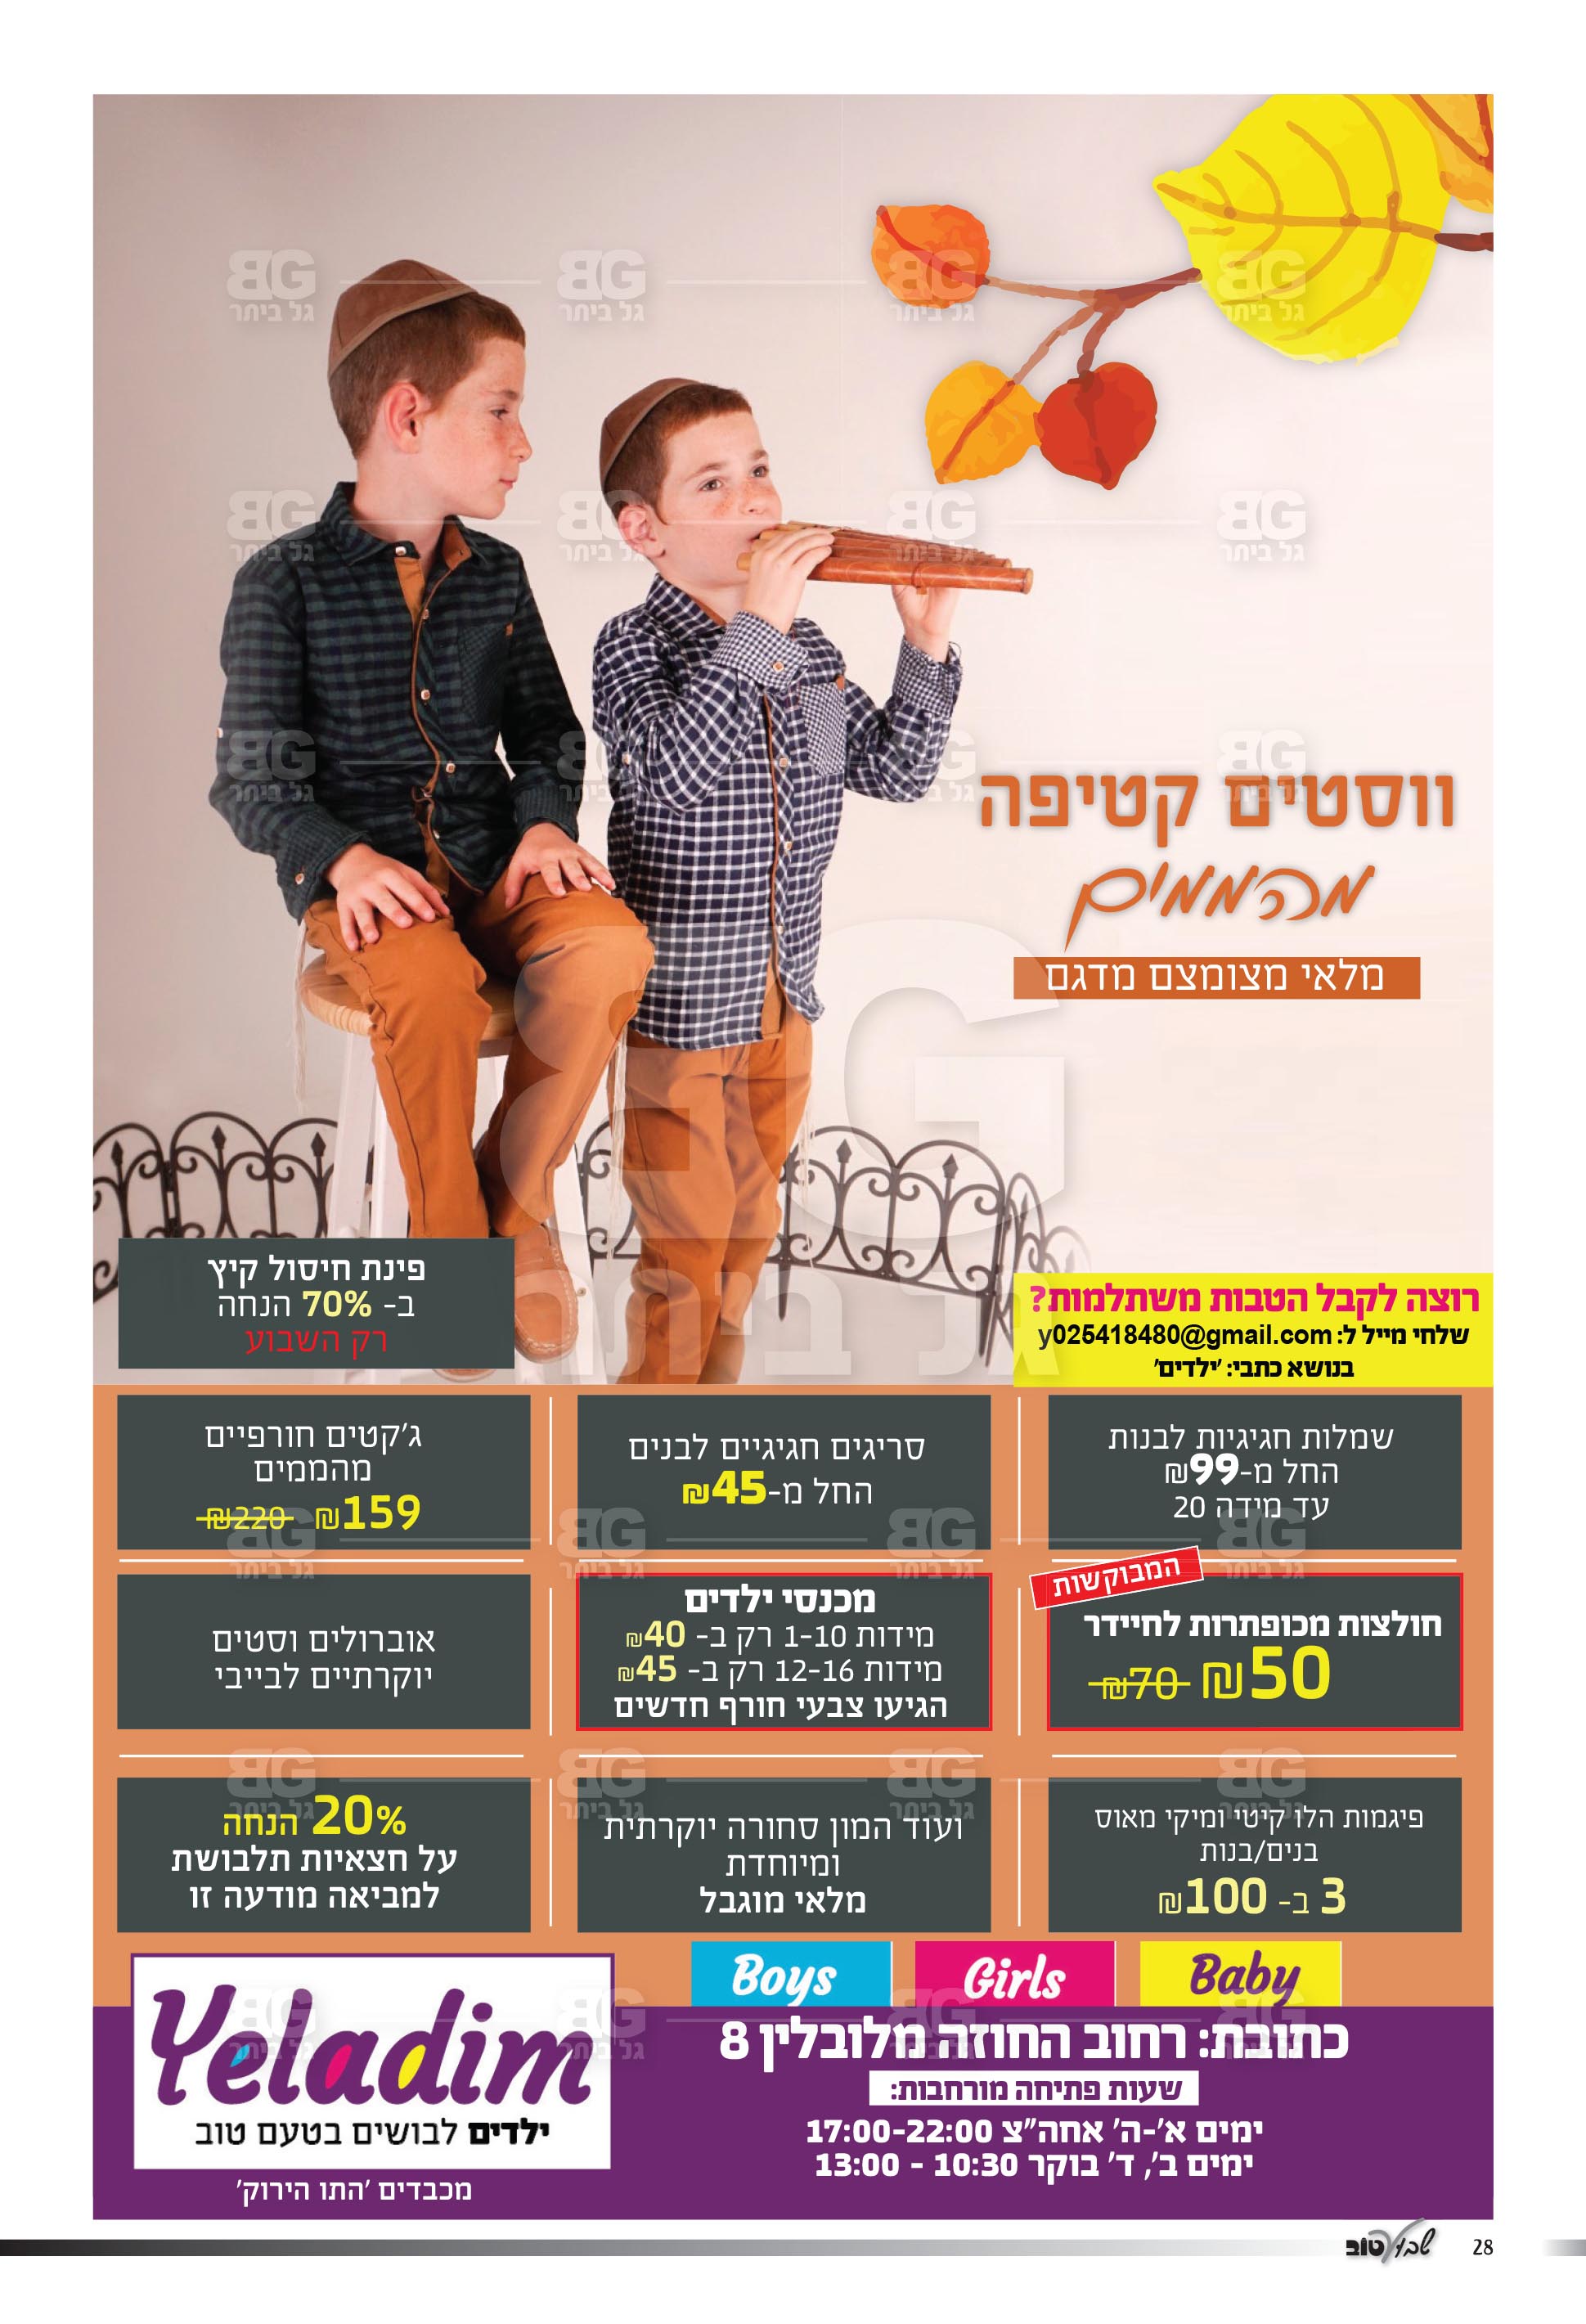 ווסטים קטיפה
מהממים
מלאי מצומצם מדגם
פינת חיסול קיץ
ב- 70% הנחה
רק השבוע
רוצה לקבל הטבות משתלמות?
שלחי מייל ל: y025418480@gmail.com
בנושא כתבי: 'ילדים'
שמלות חגיגיות לבנות
החל מ-99₪
עד מידה 20
סריגים חגיגיים לבנים
החל מ-45₪
ג'קטים חורפיים
מהממים
159₪ 220₪
המבוקשות
חולצות מכופתרות לחיידר
50₪ 70₪
מכנסי ילדים
מידות 1-10 רק ב- 40₪
מידות 12-16 רק ב- 45₪
הגיעו צבעי חורף חדשים
אוברולים וסטים
יוקרתיים לבייבי
פיגמות הלו קיטי ומיקי מאוס
בנים/בנות
3 ב- 100₪
ועוד המון סחורה יוקרתית
ומיוחדת
מלאי מוגבל
20% הנחה
על חצאיות תלבושת
למביאה מודעה זו
Boys Girls Baby
Yeladim
ילדים לבושים בטעם טוב
מכבדים 'התו הירוק'
כתובת: רחוב החוזה מלובלין 8
שעות פתיחה מורחבות:
ימים א'-ה' אחה"צ 17:00-22:00
ימים ב', ד' בוקר 10:30 - 13:00
שבוע טוב
28
BG
גל ביתר